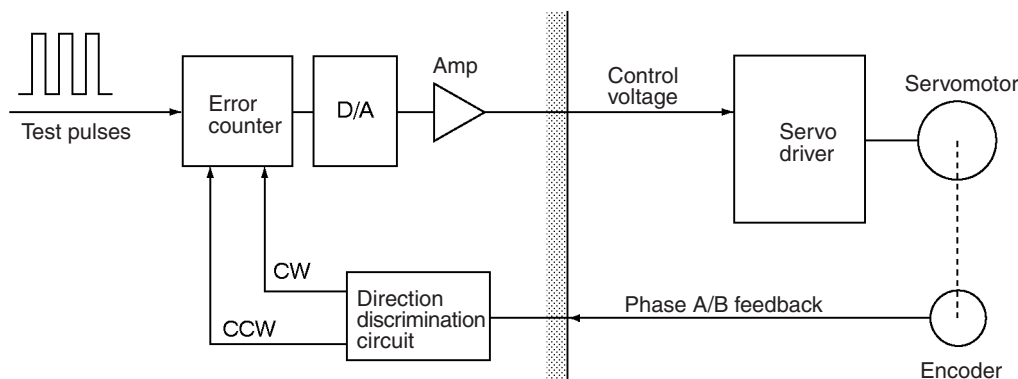 Test pulses
Error
counter
D/A
Amp
Control
voltage
Servo
driver
Servomotor
CW
CCW
Direction
discrimination
circuit
Phase A/B feedback
Encoder